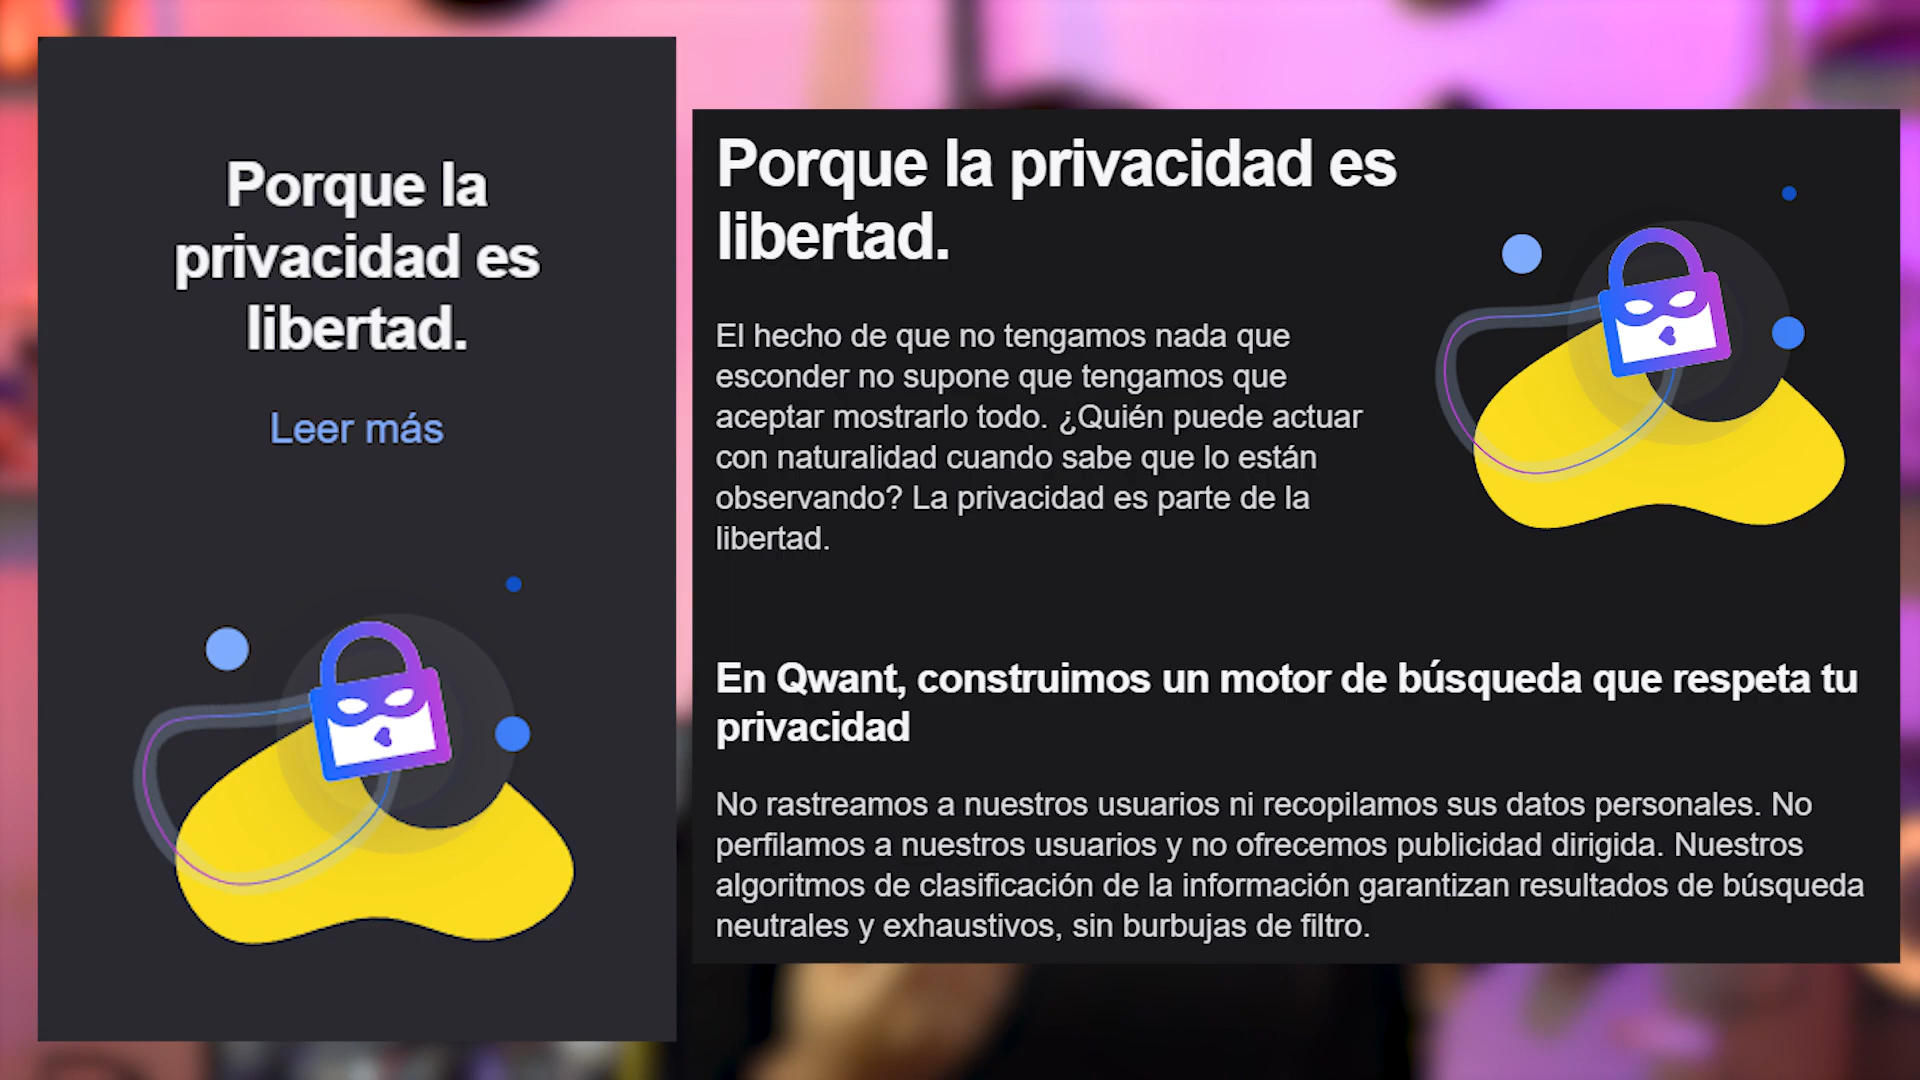 Porque la
privacidad es
libertad.
Leer más
Porque la privacidad es
libertad.
El hecho de que no tengamos nada que
esconder no supone que tengamos que
aceptar mostrarlo todo. ¿Quién puede actuar
con naturalidad cuando sabe que lo están
observando? La privacidad es parte de la
libertad.
En Qwant, construimos un motor de búsqueda que respeta tu
privacidad
No rastreamos a nuestros usuarios ni recopilamos sus datos personales. No
perfilamos a nuestros usuarios y no ofrecemos publicidad dirigida. Nuestros
algoritmos de clasificación de la información garantizan resultados de búsqueda
neutrales y exhaustivos, sin burbujas de filtro.